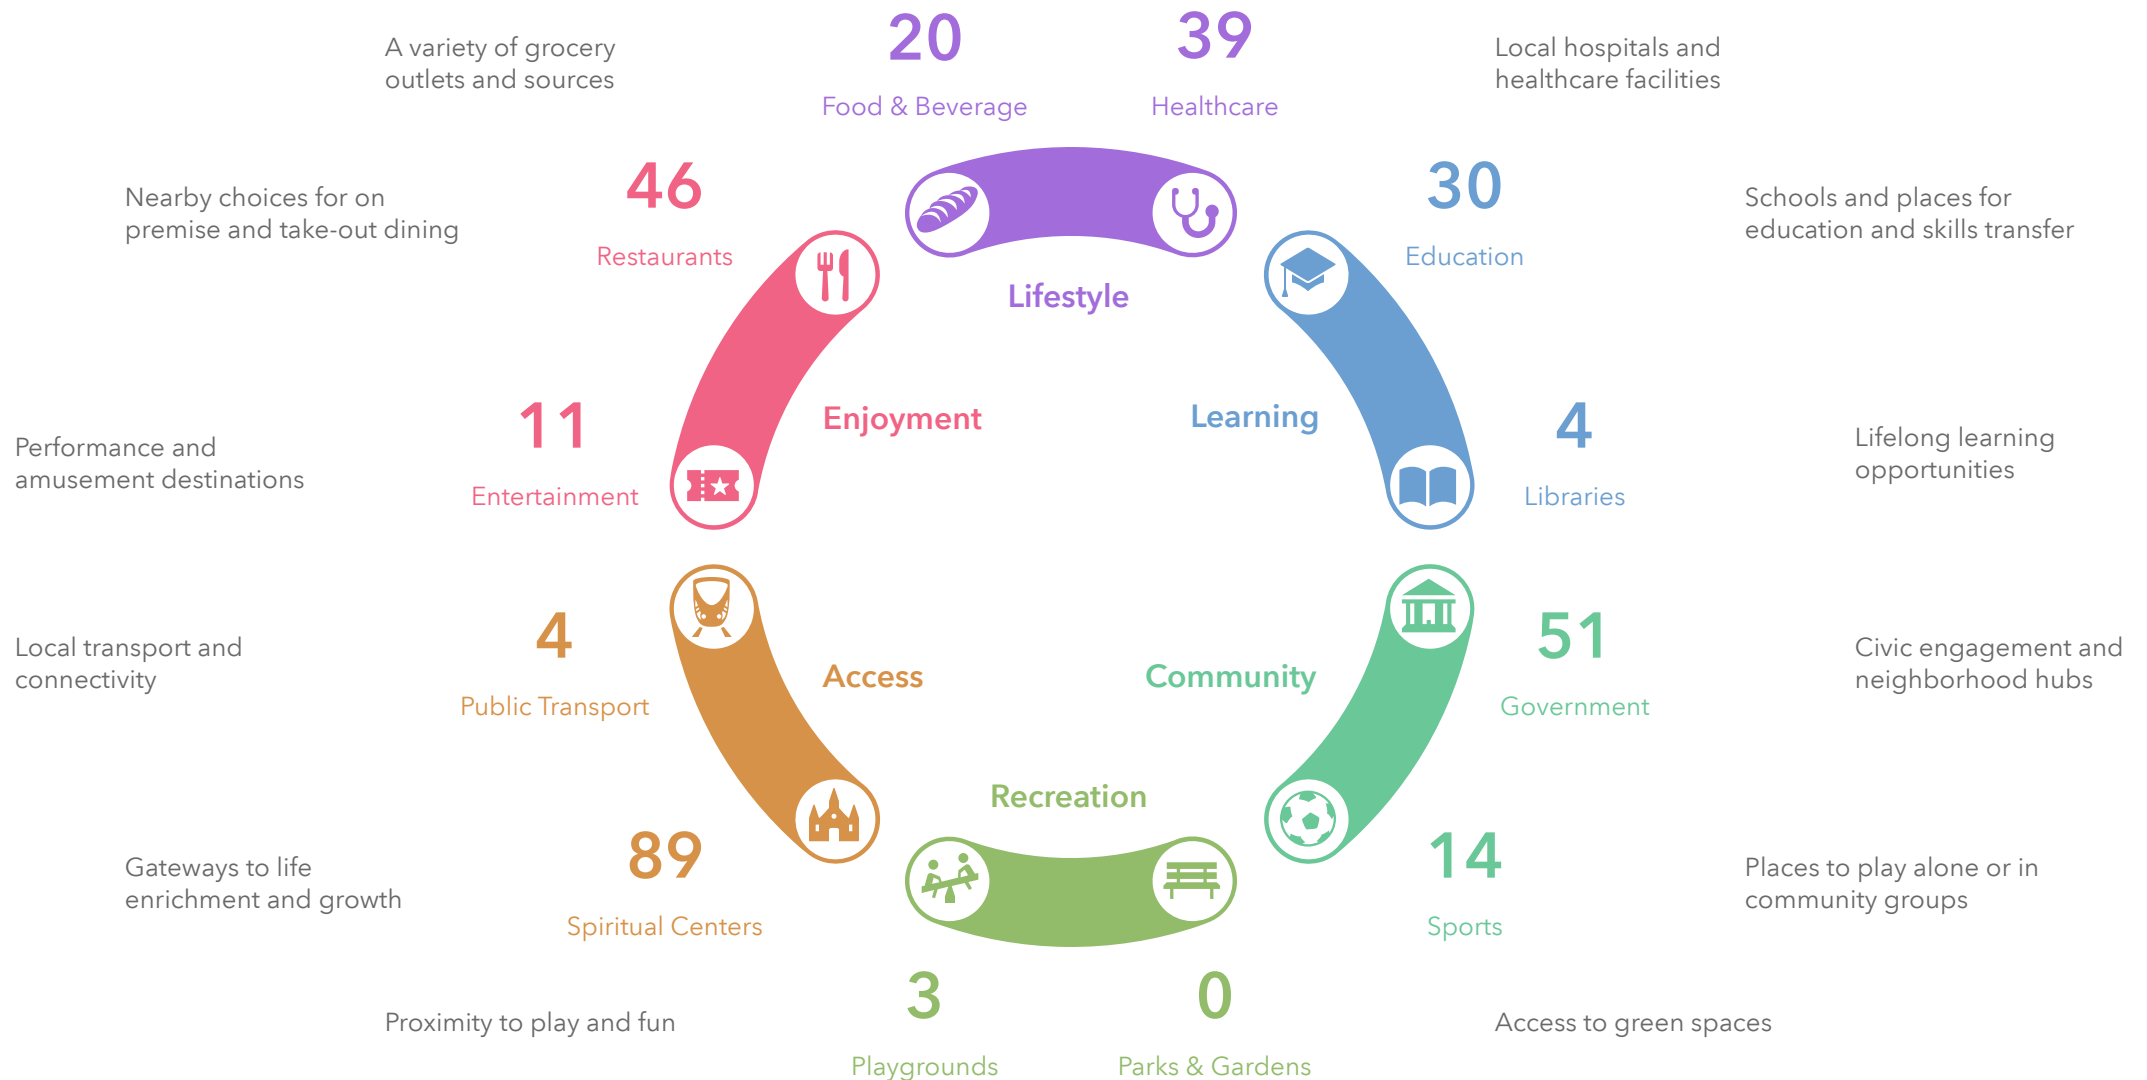 20
39
A variety of grocery
outlets and sources
Food & Beverage
Healthcare
Local hospitals and
healthcare facilities
46
30
Nearby choices for on
premise and take-out dining
Restaurants
Education
Schools and places for
education and skills transfer
Lifestyle
11
Enjoyment
Learning
4
Performance and
amusement destinations
Entertainment
Libraries
Lifelong learning
opportunities
4
51
Local transport and
connectivity
Public Transport
Access
Community
Government
Civic engagement and
neighborhood hubs
Recreation
89
14
Gateways to life
enrichment and growth
Spiritual Centers
Sports
Places to play alone or in
community groups
3
0
Proximity to play and fun
Access to green spaces
Playgrounds
Parks & Gardens